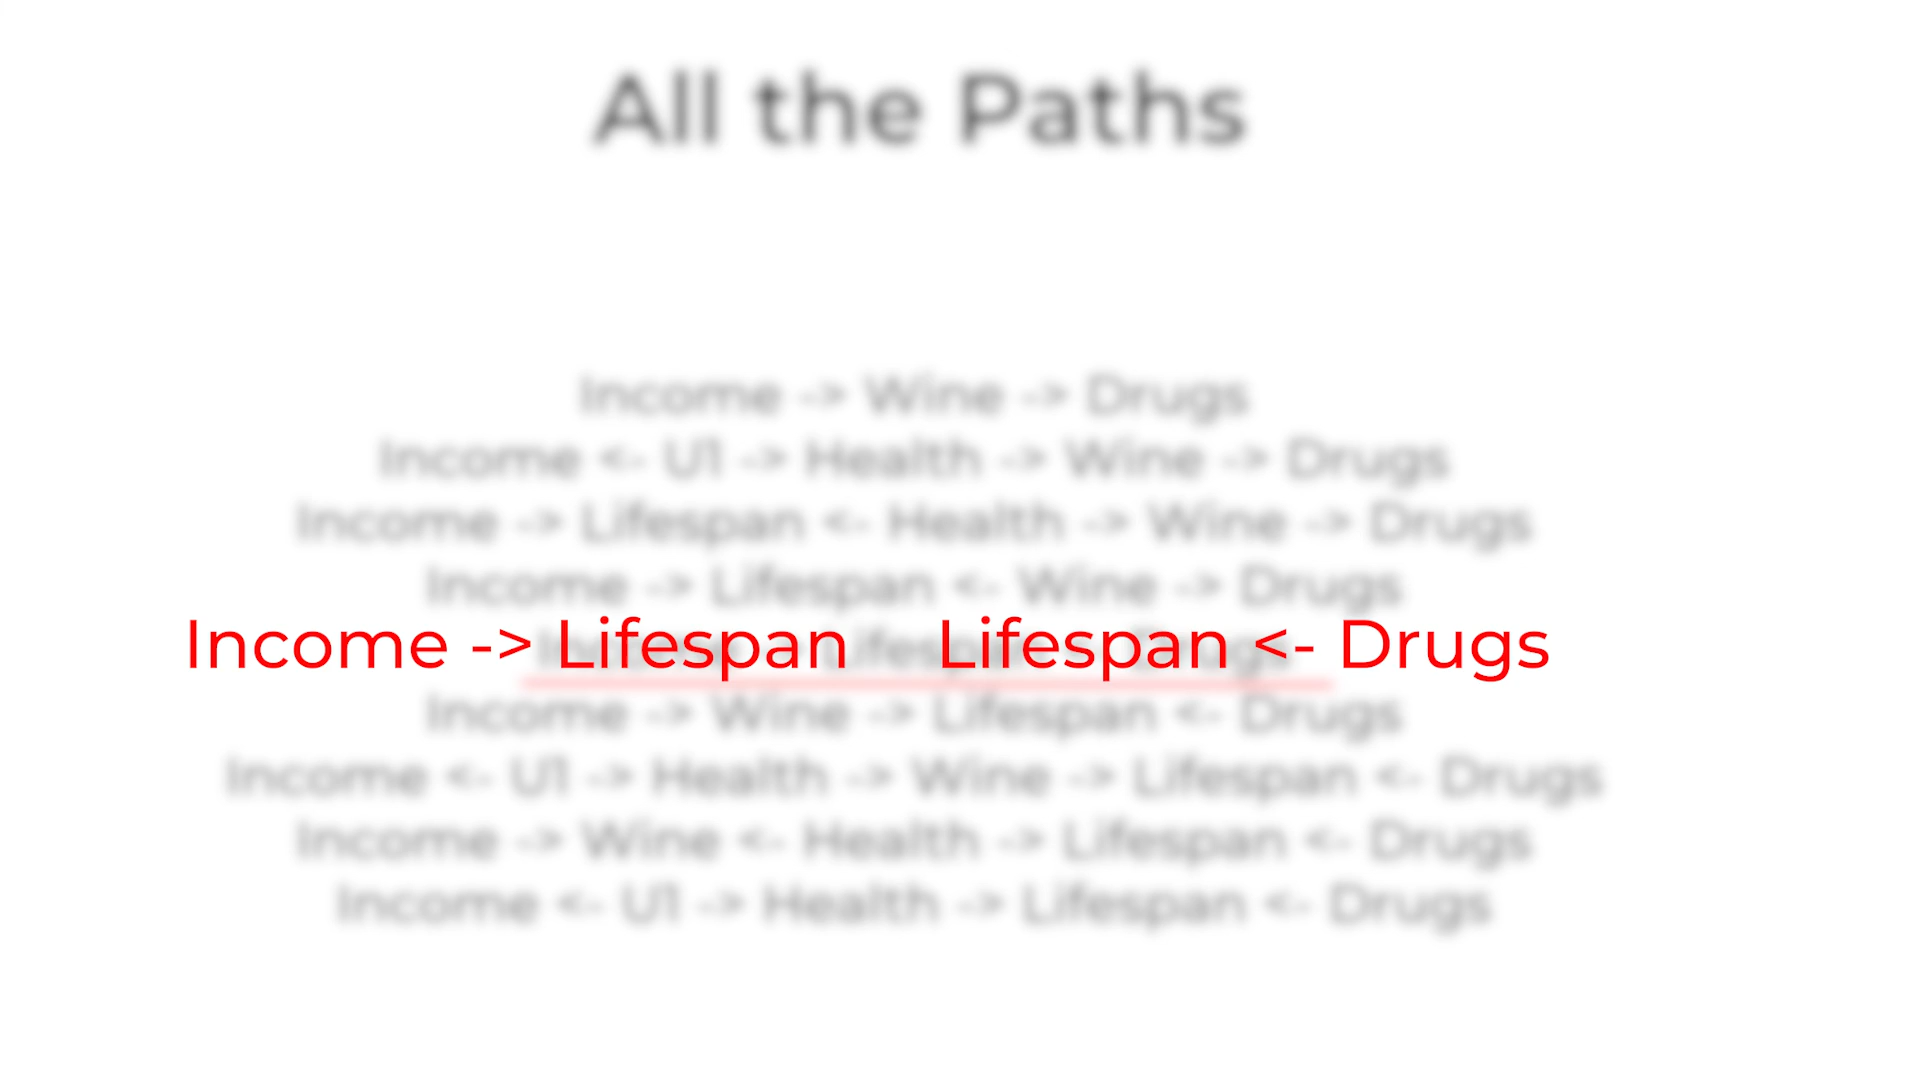 All the Paths
Income -> Wine -> Drugs
Income <- U1 -> Health -> Wine -> Drugs
Income -> Lifespan <- Health -> Wine -> Drugs
Income -> Lifespan <- Wine -> Drugs
Income -> Lifespan Lifespan <- Drugs
Income -> Wine -> Lifespan <- Drugs
Income <- U1 -> Health -> Wine -> Lifespan <- Drugs
Income -> Wine <- Health -> Lifespan <- Drugs
Income <- U1 -> Health -> Lifespan <- Drugs